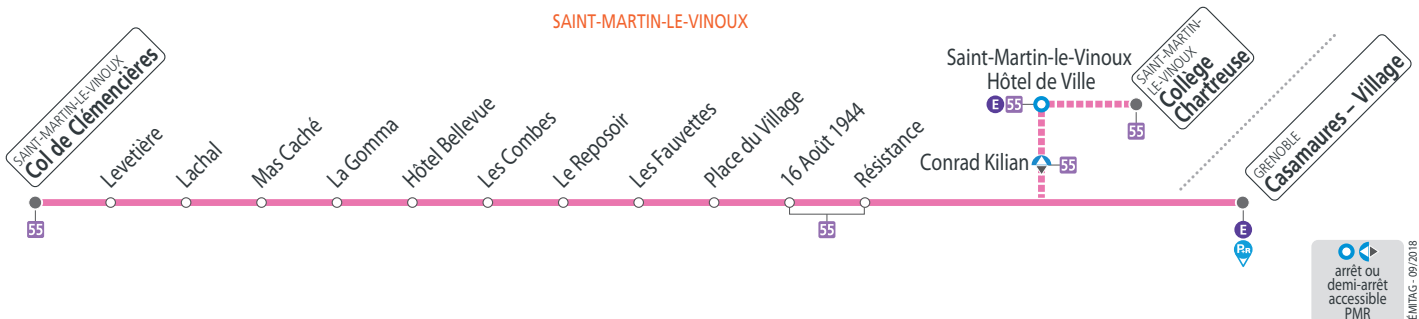 SAINT-MARTIN-LE-VINOUX
SAINT-MARTIN-LE-VINOUX
Col de Clémencières
55
Levetière
Lachal
Mas Caché
La Gomma
Hôtel Bellevue
Les Combes
Le Reposoir
Les Fauvettes
Place du Village
16 Août 1944
Résistance
55
Saint-Martin-le-Vinoux
Hôtel de Ville
E 55
Conrad Kilian
55
SAINT-MARTIN-
LE-VINOUX
Collège
Chartreuse
55
GRENOBLE
Casamaures – Village
E
P+R
arrêt ou
demi-arrêt
accessible
PMR
ÉMITAG - 09/2018